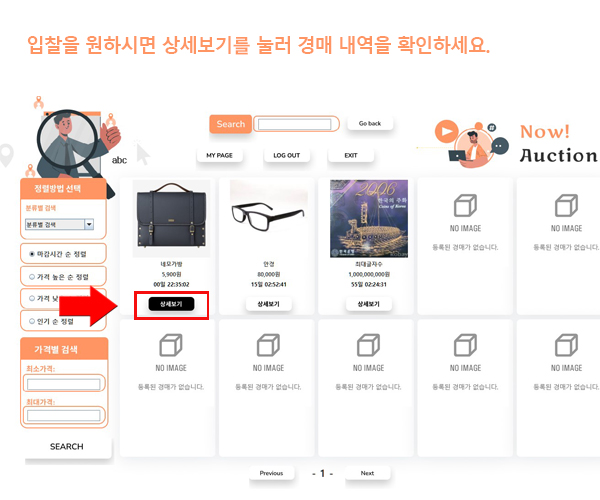 입찰을 원하시면 상세보기를 눌러 경매 내역을 확인하세요.
abc
Search
Go back
MY PAGE
LOG OUT
EXIT
#
Now!
Auction
정렬방법 선택
분류별 검색
분류별 검색
마감시간 순 정렬
가격 높은 순 정렬
가격 낮
인기 순 정렬
가격별 검색
최소가격:
최대가격:
SEARCH
네모가방
5,900원
00일 22:35:02
상세보기
안경
80,000원
15일 02:52:41
상세보기
2006
한국의 주화
Coins of Korea
최대글자수
1,000,000,000원
55일 02:24:31
상세보기
NO IMAGE
등록된 경매가 없습니다.
NO IMAGE
등록된 경매가 없습니다.
NO IMAGE
등록된 경매가 없습니다.
NO IMAGE
등록된 경매가 없습니다.
NO IMAGE
등록된 경매가 없습니다.
NO IMAGE
등록된 경매가 없습니다.
NO IMAGE
등록된 경매가 없습니다.
Previous
- 1 -
Next